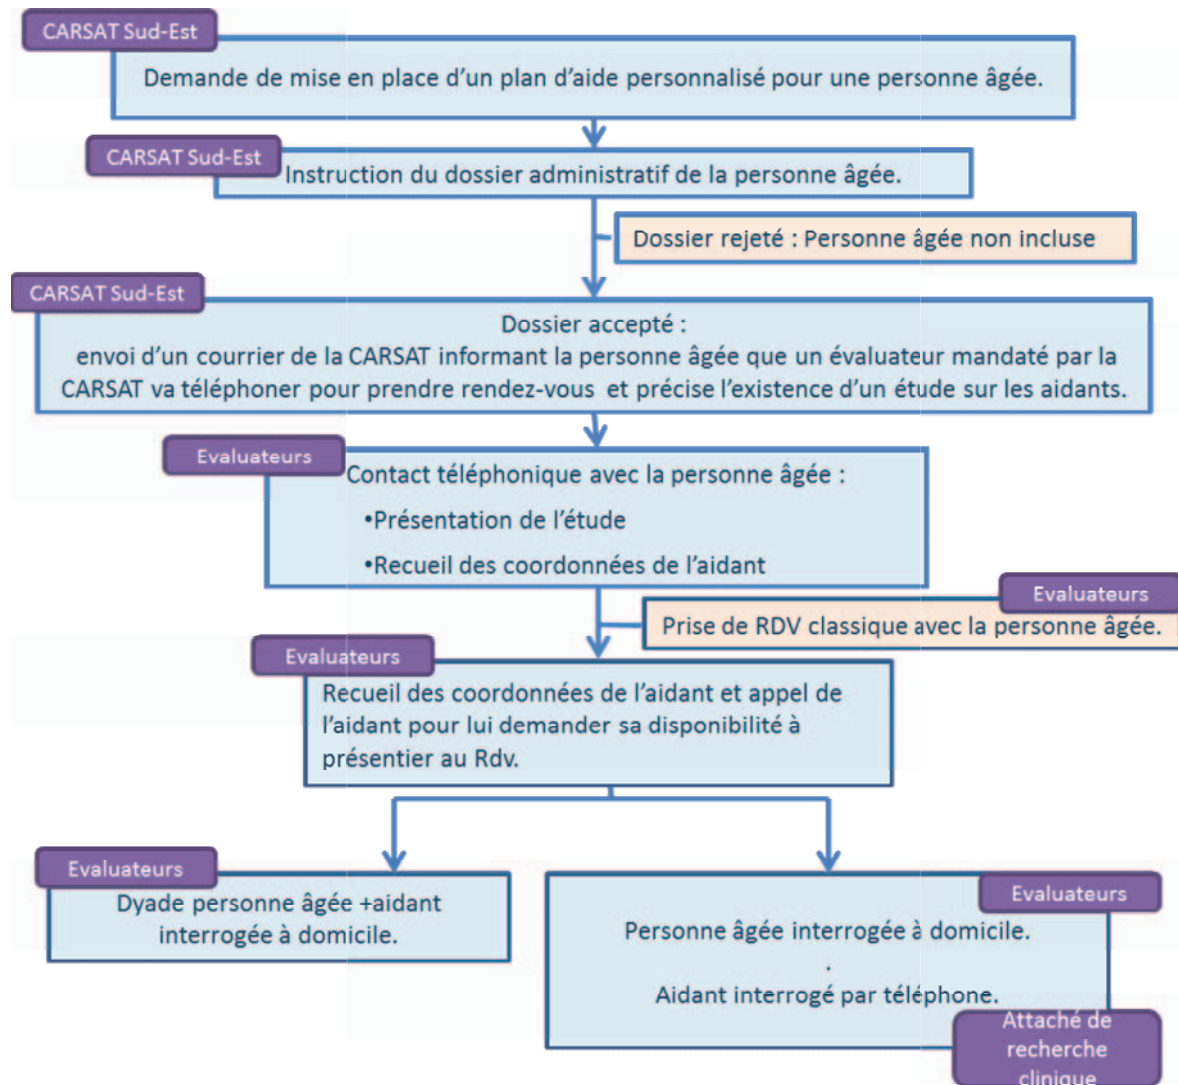 CARSAT Sud-Est
Demande de mise en place d'un plan d'aide personnalisé pour une personne âgée.
CARSAT Sud-Est
Instruction du dossier administratif de la personne âgée.
Dossier rejeté : Personne âgée non incluse
CARSAT Sud-Est
Dossier accepté :
envoi d'un courrier de la CARSAT informant la personne âgée que un évaluateur mandaté par la
CARSAT va téléphoner pour prendre rendez-vous et précise l'existence d'un étude sur les aidants.
Evaluateurs
Contact téléphonique avec la personne âgée :
•Présentation de l'étude
•Recueil des coordonnées de l'aidant
Evaluateurs
Prise de RDV classique avec la personne âgée.
Evaluateurs
Recueil des coordonnées de l'aidant et appel de
l'aidant pour lui demander sa disponibilité à
présentier au Rdv.
Evaluateurs
Dyade personne âgée +aidant
interrogée à domicile.
Evaluateurs
Personne âgée interrogée à domicile.
.
Aidant interrogé par téléphone.
Attaché de
recherche
clinique